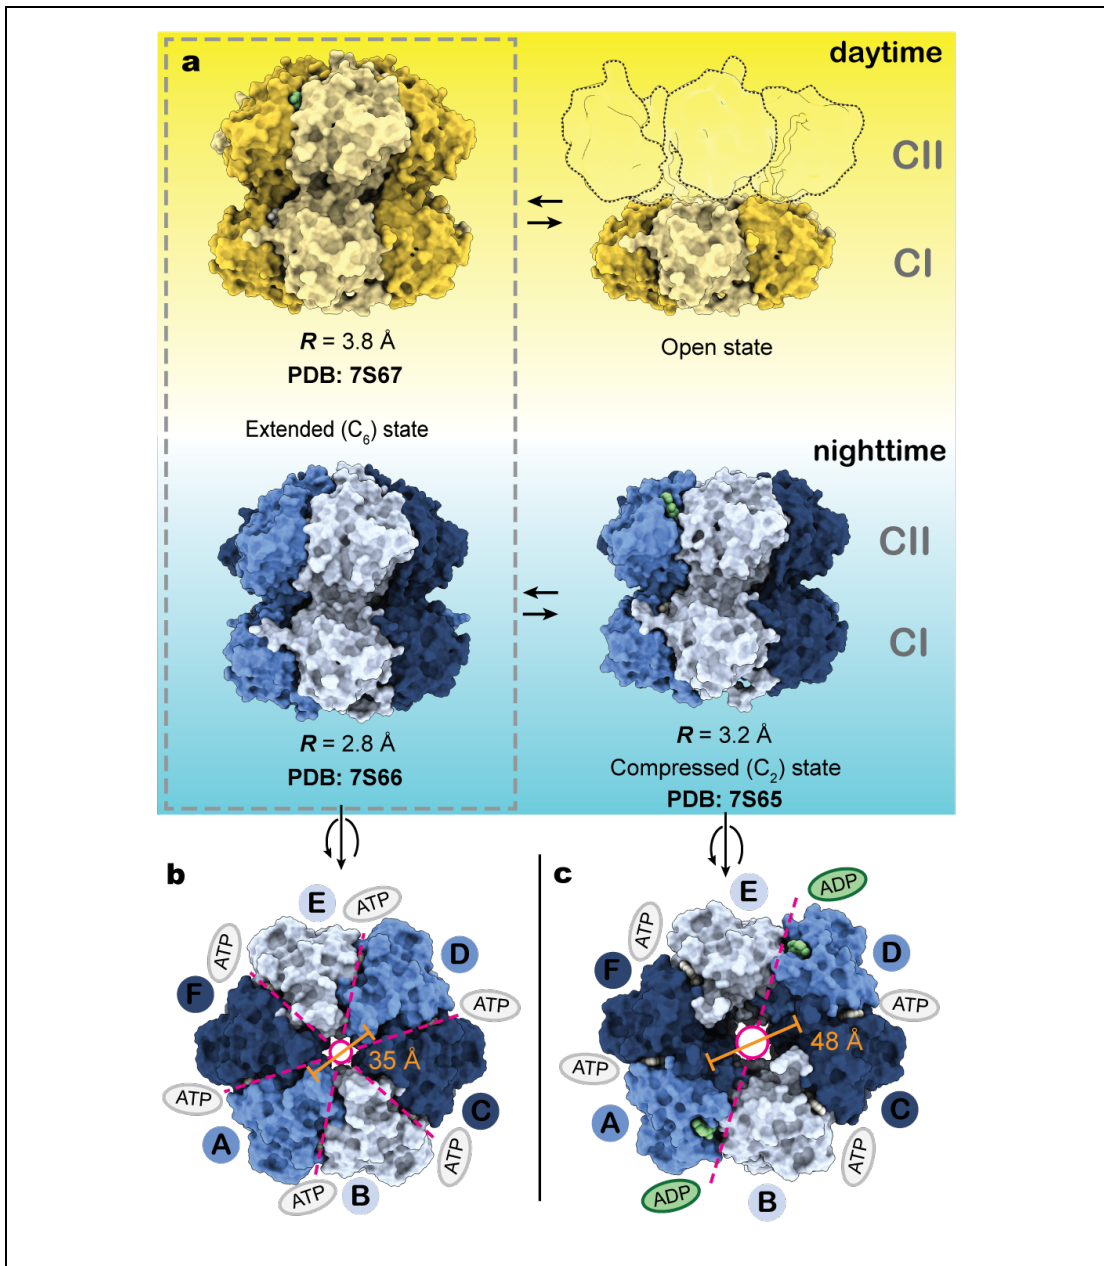 a
daytime
CII
CI
R = 3.8 Å
PDB: 7S67
Open state
Extended (C₆) state
nighttime
CII
CI
R = 2.8 Å
PDB: 7S66
R = 3.2 Å
Compressed (C₂) state
PDB: 7S65
b
E
ATP
ATP
D
F
ATP
35 Å
ATP
A
C
ATP
ATP
B
c
E
ADP
ATP
D
F
ATP
48 Å
ATP
A
C
ATP
ADP
B